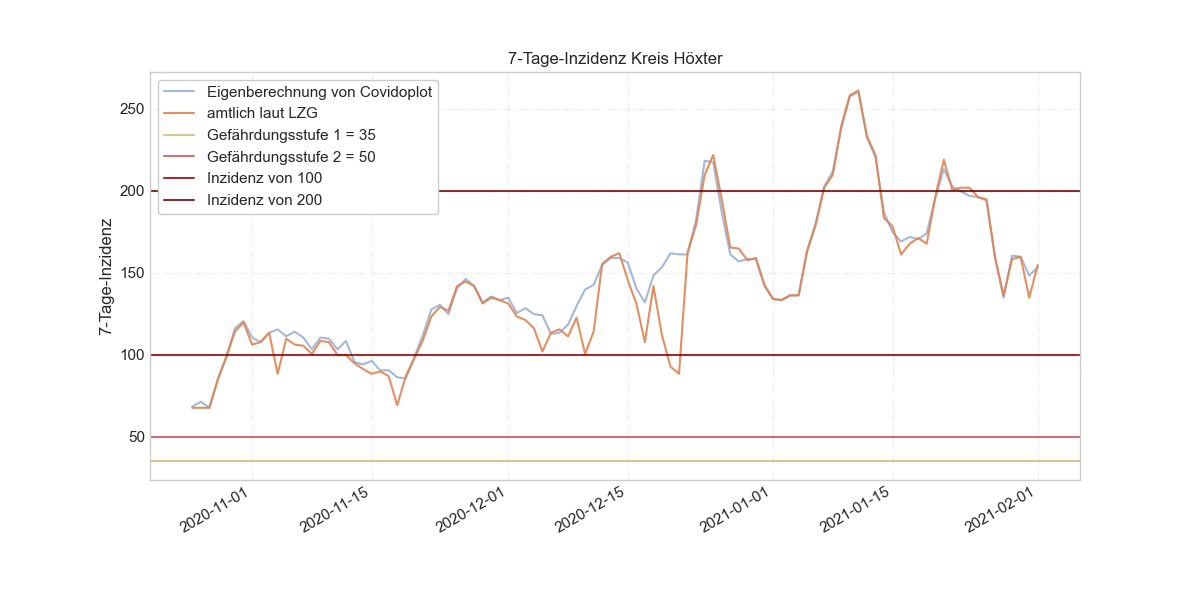 7-Tage-Inzidenz Kreis Höxter
Eigenberechnung von Covidoplot
amtlich laut LZG
Gefährdungsstufe 1 = 35
Gefährdungsstufe 2 = 50
Inzidenz von 100
Inzidenz von 200
7-Tage-Inzidenz
250
200
150
100
50
2020-11-01
2020-11-15
2020-12-01
2020-12-15
2021-01-01
2021-01-15
2021-02-01